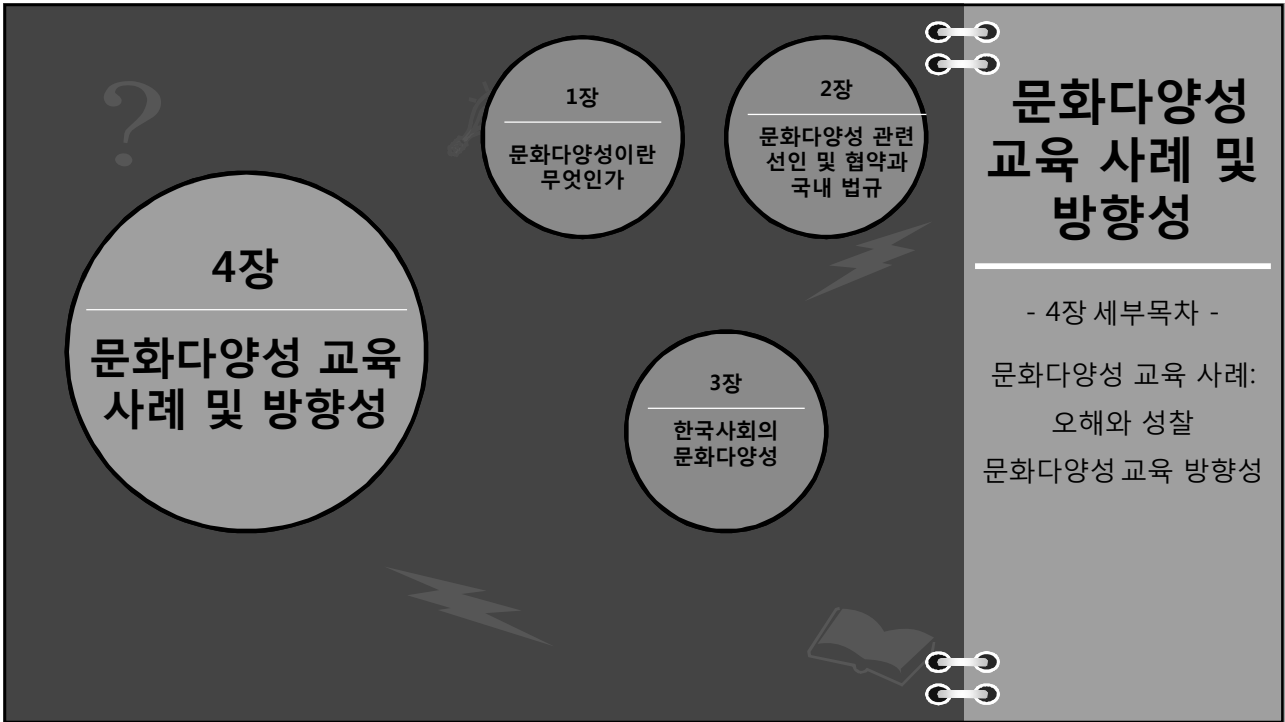 1장
문화다양성이란
무엇인가
2장
문화다양성 관련
선인 및 협약과
국내 법규
4장
문화다양성 교육
사례 및 방향성
3장
한국사회의
문화다양성
문화다양성
교육 사례 및
방향성
- 4장 세부목차 -
문화다양성 교육 사례:
오해와 성찰
문화다양성 교육 방향성
?